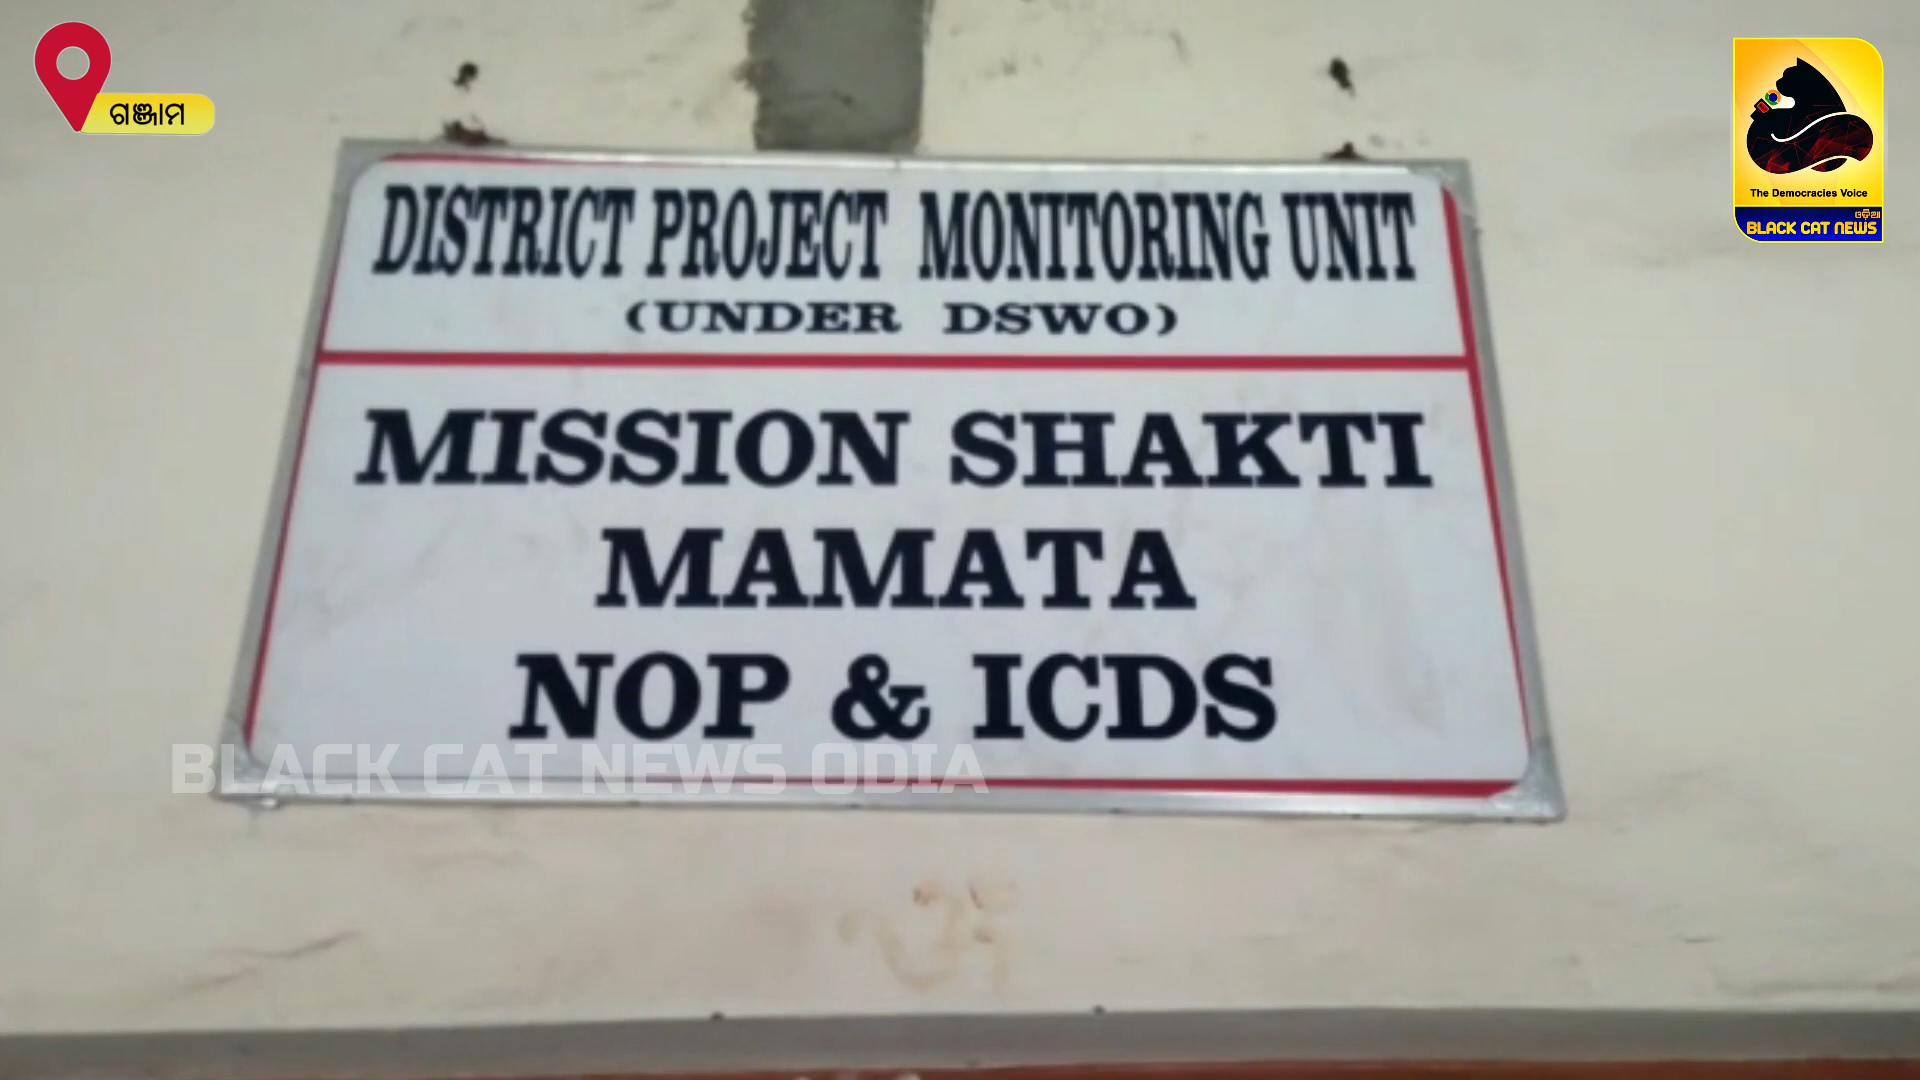 ଗଞ୍ଜାମ
The Democracies Voice
ଓଡ଼ିଆ
BLACK CAT NEWS
DISTRICT PROJECT MONITORING UNIT
(UNDER DSWO)
MISSION SHAKTI
MAMATA
NOP & ICDS
BLACK CAT NEWS ODIA